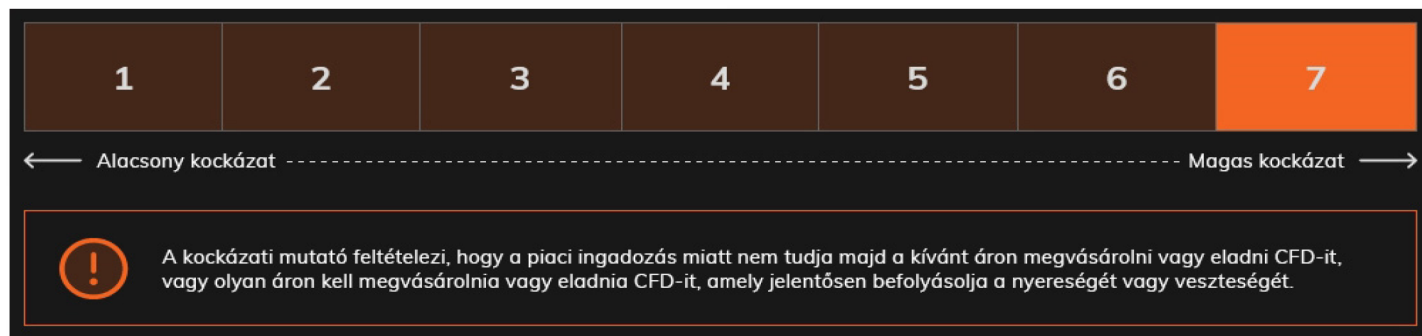 1 2 3 4 5 6 7
Alacsony kockázat Magas kockázat
A kockázati mutató feltételezi, hogy a piaci ingadozás miatt nem tudja majd a kívánt áron megvásárolni vagy eladni CFD-it,
vagy olyan áron kell megvásárolnia vagy eladnia CFD-it, amely jelentősen befolyásolja a nyereségét vagy veszteségét.